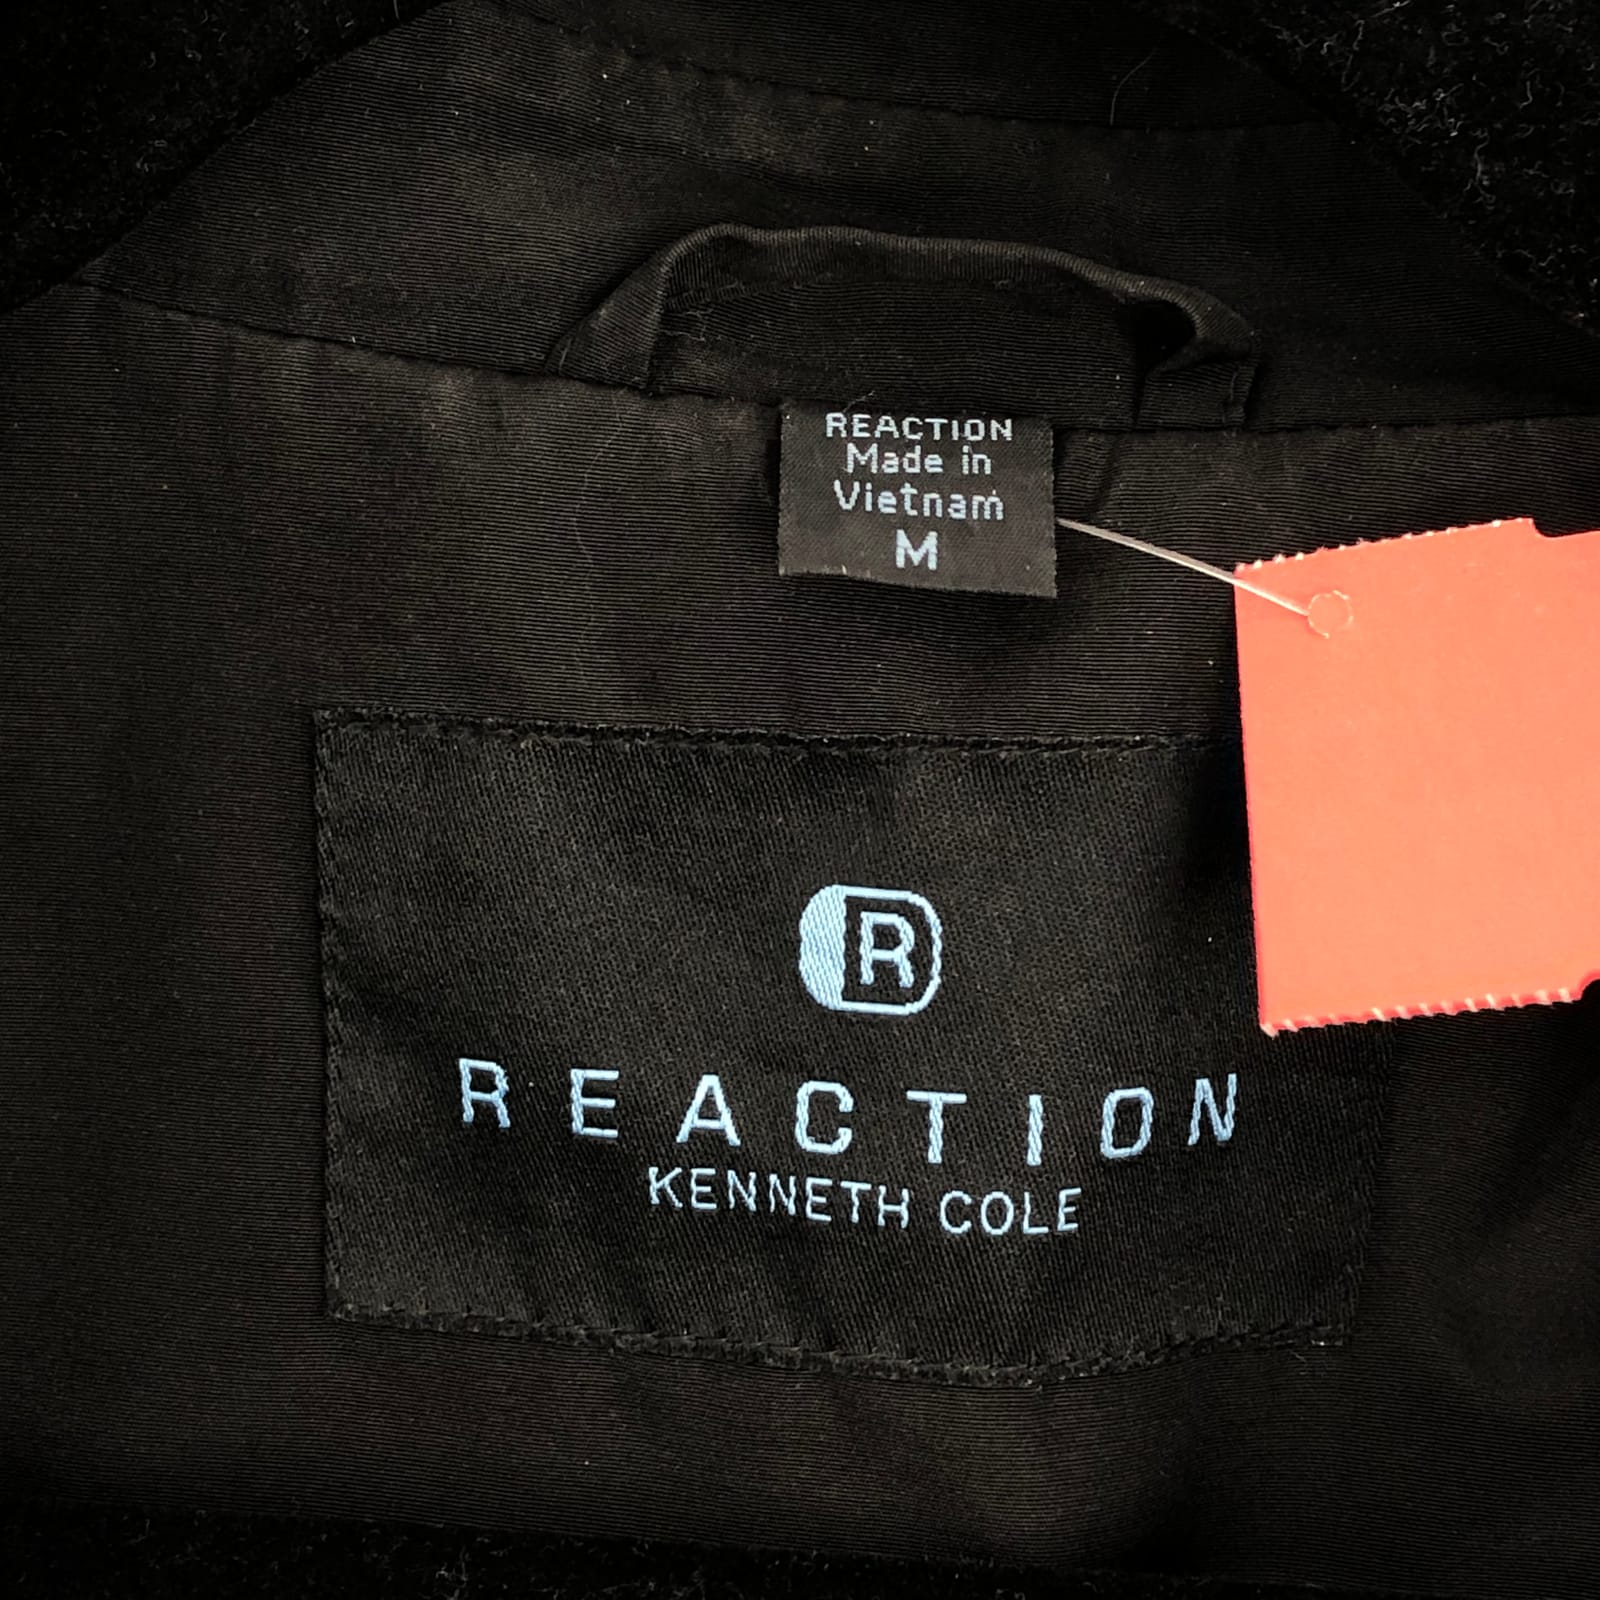 REACTION
Made in
Vietnam
M
R
REACTION
KENNETH COLE